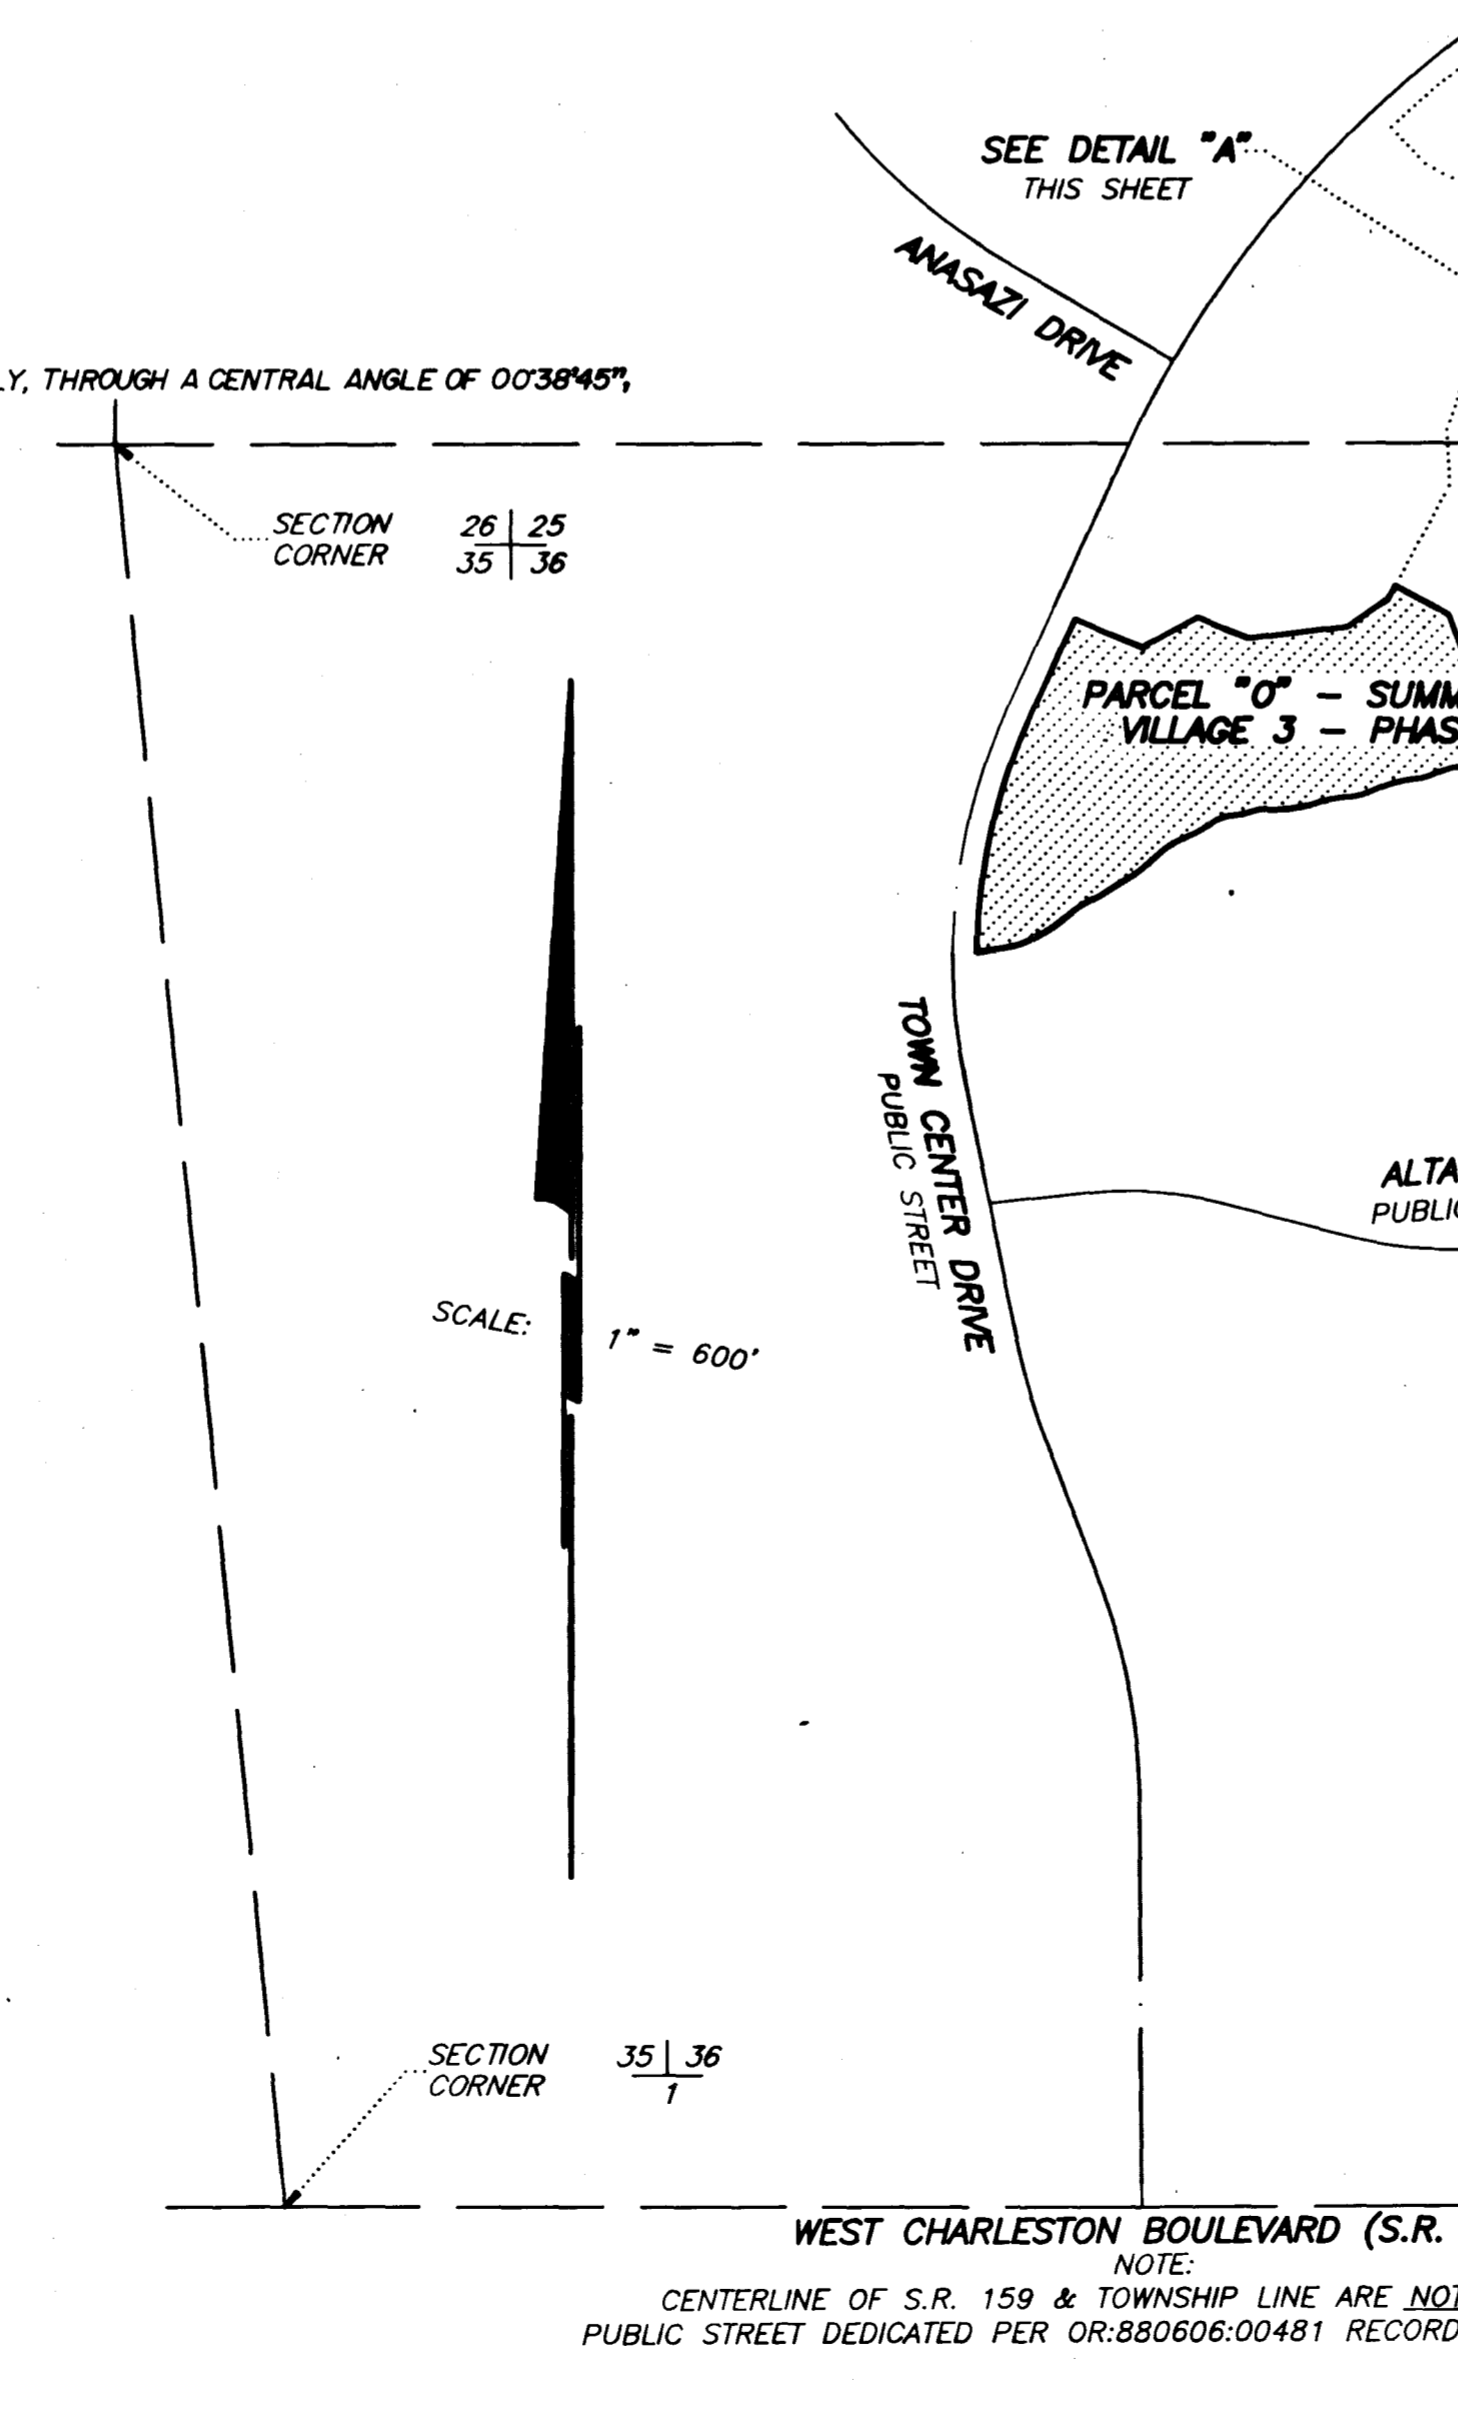 SEE DETAIL "A"
THIS SHEET
ANASAZI DRIVE
LY, THROUGH A CENTRAL ANGLE OF 00°38'45",
SECTION 26 25
CORNER 35 36
PARCEL "O" – SUMM
VILLAGE 3 – PHAS
TOWN CENTER DRIVE
PUBLIC STREET
ALTA
PUBLIC
SCALE: 1" = 600'
SECTION 35 36
CORNER 1
WEST CHARLESTON BOULEVARD (S.R.
NOTE:
CENTERLINE OF S.R. 159 & TOWNSHIP LINE ARE NOT
PUBLIC STREET DEDICATED PER OR:880606:00481 RECORD